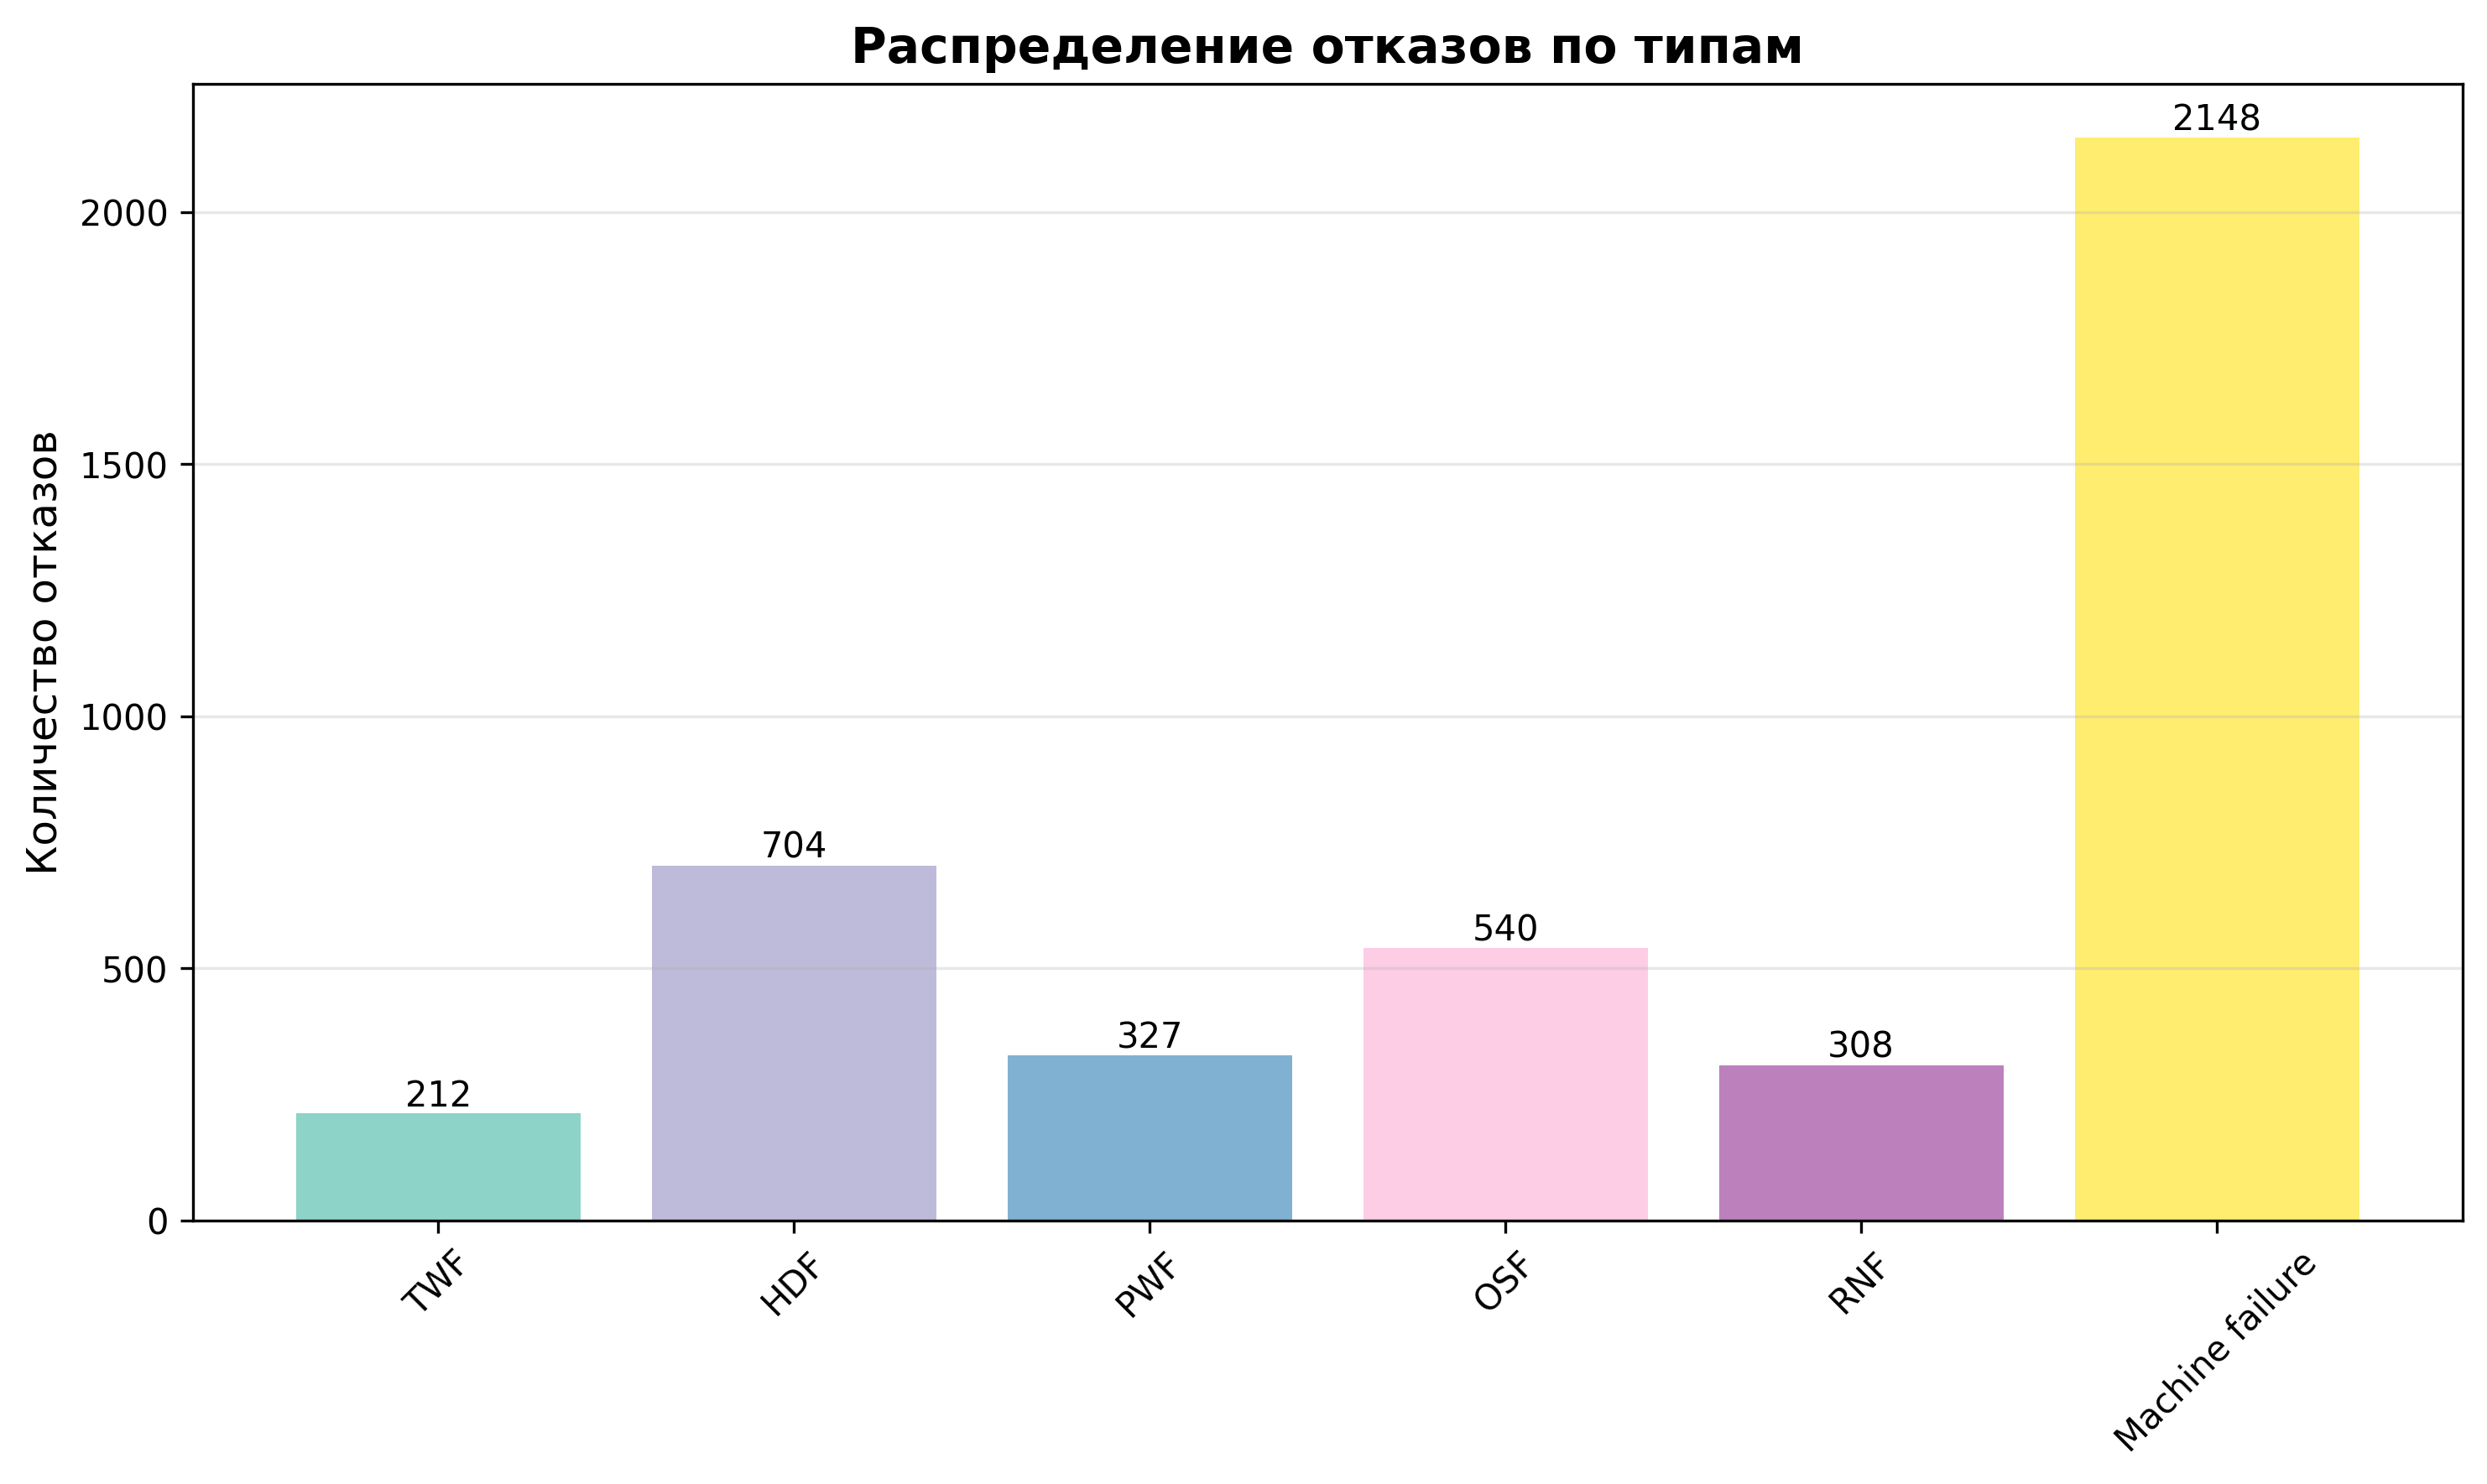 Распределение отказов по типам
Количество отказов
2000
1500
1000
500
0
212
704
327
540
308
2148
TWF
HDF
PWF
OSF
RNF
Machine failure